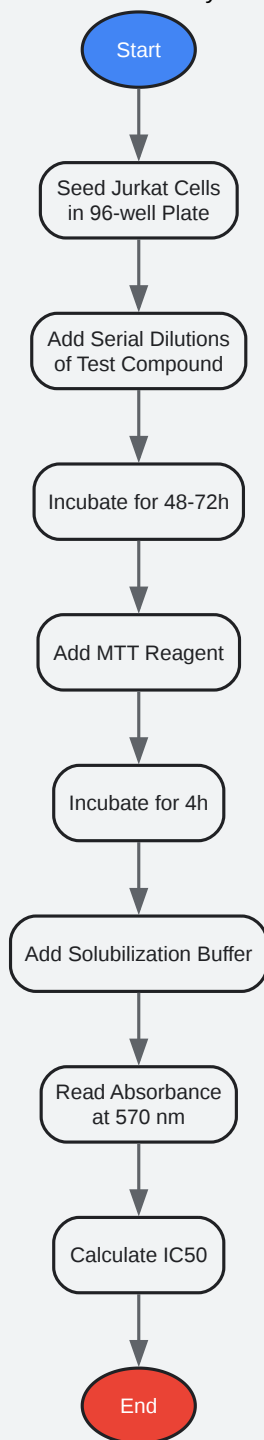 Start
Seed Jurkat Cells
in 96-well Plate
Add Serial Dilutions
of Test Compound
Incubate for 48-72h
Add MTT Reagent
Incubate for 4h
Add Solubilization Buffer
Read Absorbance
at 570 nm
Calculate IC50
End